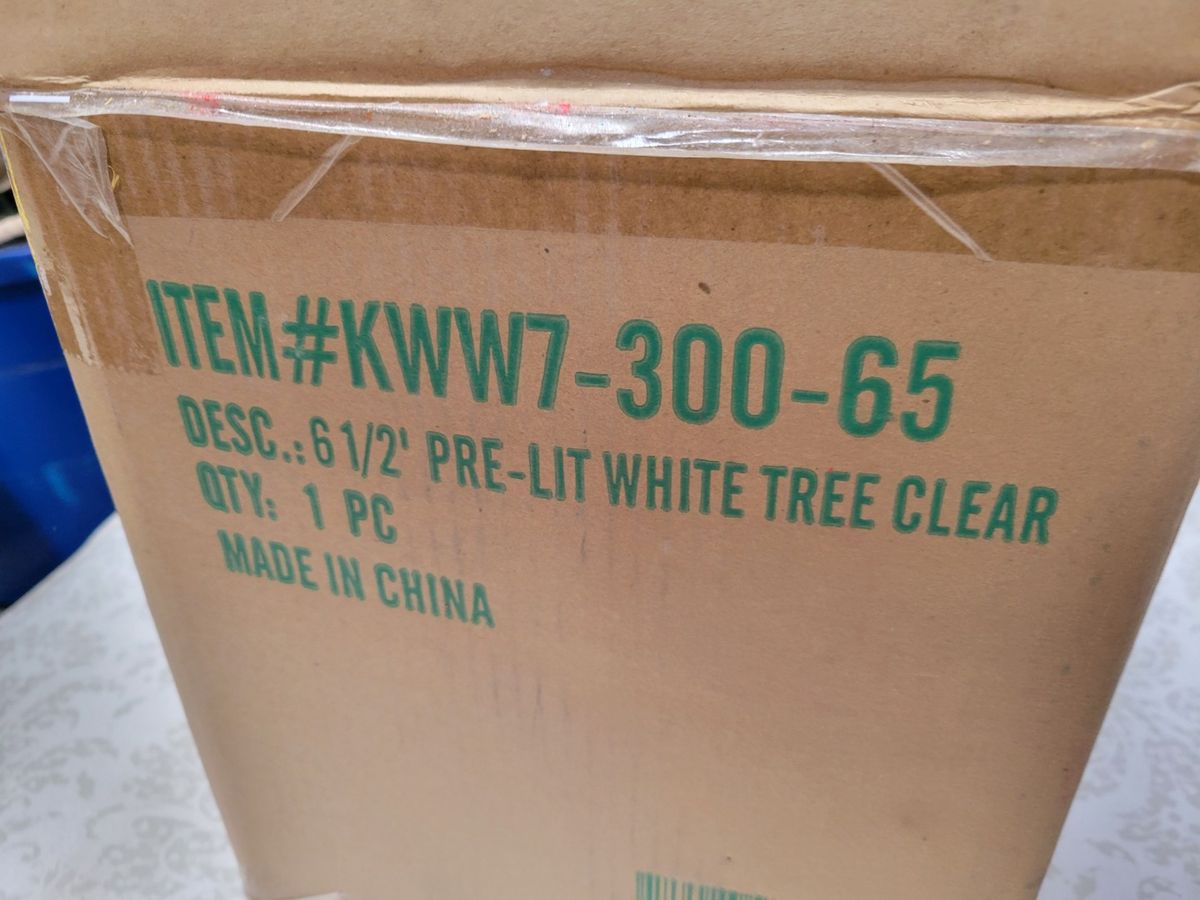 ITEM#KWW7-300-65
DESC.: 6 1/2' PRE-LIT WHITE TREE CLEAR
QTY: 1 PC
MADE IN CHINA